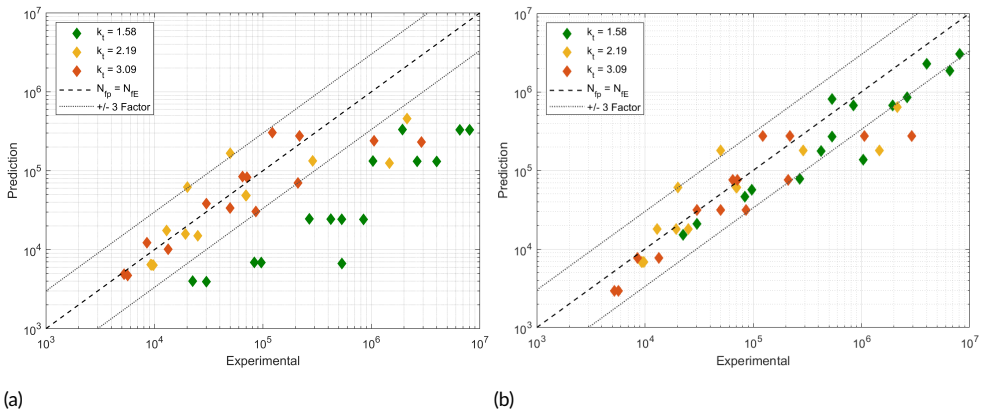 10^7
10^6
10^5
10^4
10^3
Prediction
k_t = 1.58
k_t = 2.19
k_t = 3.09
N_fp = N_fE
+/- 3 Factor
10^3 10^4 10^5 10^6 10^7
Experimental
(a)
10^7
10^6
10^5
10^4
10^3
Prediction
k_t = 1.58
k_t = 2.19
k_t = 3.09
N_fp = N_fE
+/- 3 Factor
10^3 10^4 10^5 10^6 10^7
Experimental
(b)